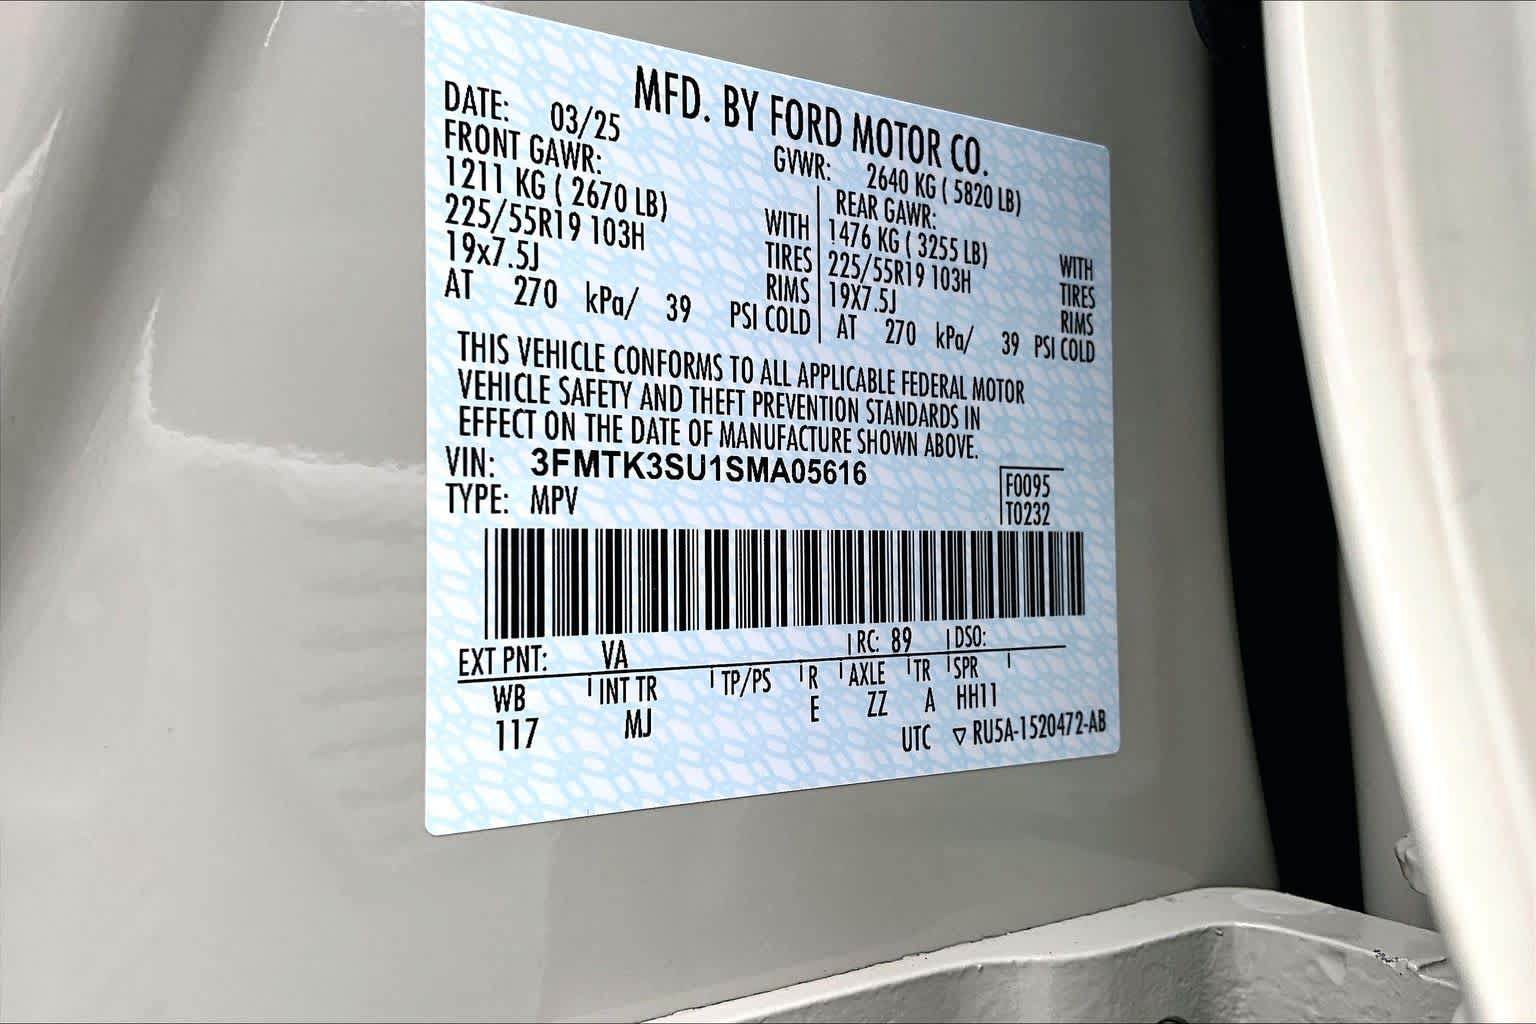 MFD. BY FORD MOTOR CO.
DATE: 03/25 GVWR: 2640 KG ( 5820 LB)
FRONT GAWR: REAR GAWR:
1211 KG ( 2670 LB) WITH 1476 KG ( 3255 LB) WITH
225/55R19 103H TIRES 225/55R19 103H TIRES
19x7.5J RIMS 19X7.5J RIMS
AT 270 kPa/ 39 PSI COLD AT 270 kPa/ 39 PSI COLD
THIS VEHICLE CONFORMS TO ALL APPLICABLE FEDERAL MOTOR
VEHICLE SAFETY AND THEFT PREVENTION STANDARDS IN
EFFECT ON THE DATE OF MANUFACTURE SHOWN ABOVE.
VIN: 3FMTK3SU1SMA05616
TYPE: MPV
F0095
T0232
EXT PNT: VA RC: 89 DSO:
WB INT TR TP/PS R AXLE TR SPR
117 MJ E ZZ A HH11
UTC ▽ RU5A-1520472-AB